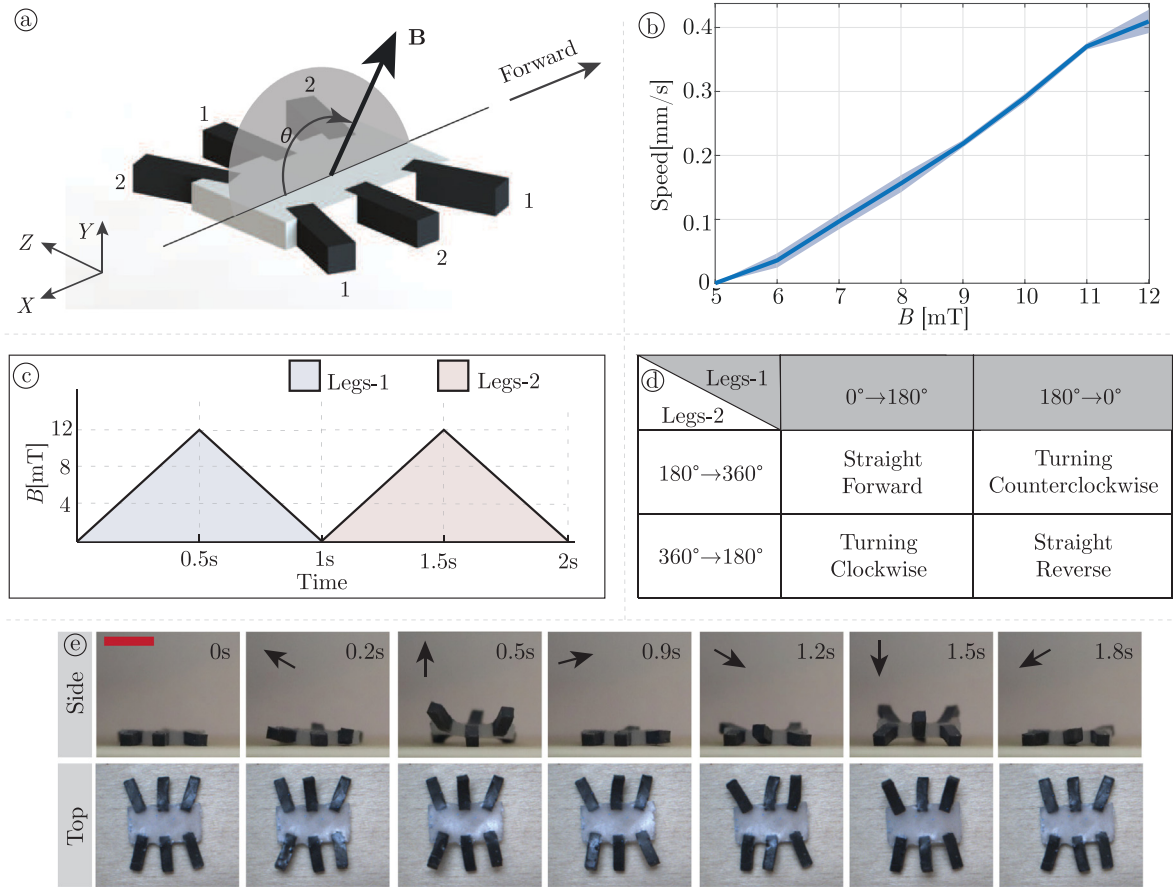 a
B
Forward
2
1
θ
2
1
Y
Z
X
2
1
b
0.4
0.3
0.2
0.1
0
Speed[mm/s]
5 6 7 8 9 10 11 12
B [mT]
c
Legs-1
Legs-2
12
8
4
B[mT]
0.5s 1s 1.5s 2s
Time
d
Legs-1
Legs-2
0°→180°
180°→0°
180°→360°
Straight
Forward
Turning
Counterclockwise
360°→180°
Turning
Clockwise
Straight
Reverse
e
Side
0s 0.2s 0.5s 0.9s 1.2s 1.5s 1.8s
Top